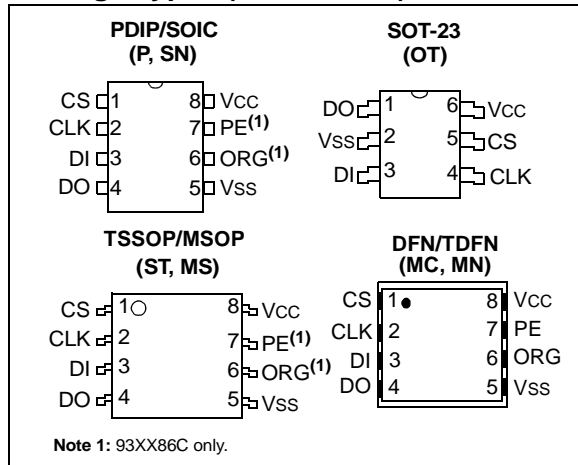 PDIP/SOIC
(P, SN)
CS 1 8 VCC
CLK 2 7 PE(1)
DI 3 6 ORG(1)
DO 4 5 VSS
SOT-23
(OT)
DO 1 6 VCC
VSS 2 5 CS
DI 3 4 CLK
TSSOP/MSOP
(ST, MS)
CS 1 8 VCC
CLK 2 7 PE(1)
DI 3 6 ORG(1)
DO 4 5 VSS
DFN/TDFN
(MC, MN)
CS 1 8 VCC
CLK 2 7 PE
DI 3 6 ORG
DO 4 5 VSS
Note 1: 93XX86C only.